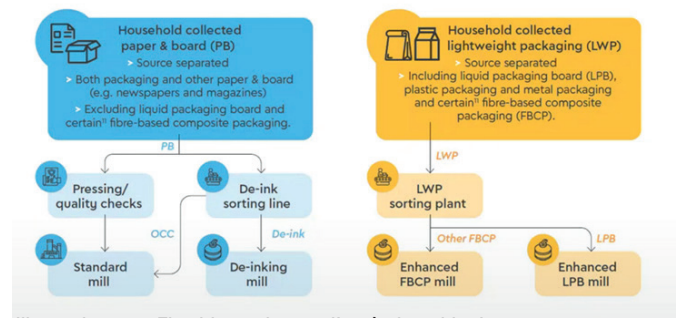 Household collected
paper & board (PB)
> Source separated
> Both packaging and other paper & board
(e.g. newspapers and magazines)
> Excluding liquid packaging board and
certain¹¹ fibre-based composite packaging.
PB
Pressing/
quality checks
De-ink
sorting line
OCC
De-ink
Standard
mill
De-inking
mill
Household collected
lightweight packaging (LWP)
> Source separated
> Including liquid packaging board (LPB),
plastic packaging and metal packaging
and certain¹¹ fibre-based composite
packaging (FBCP).
LWP
LWP
sorting plant
Other FBCP
LPB
Enhanced
FBCP mill
Enhanced
LPB mill